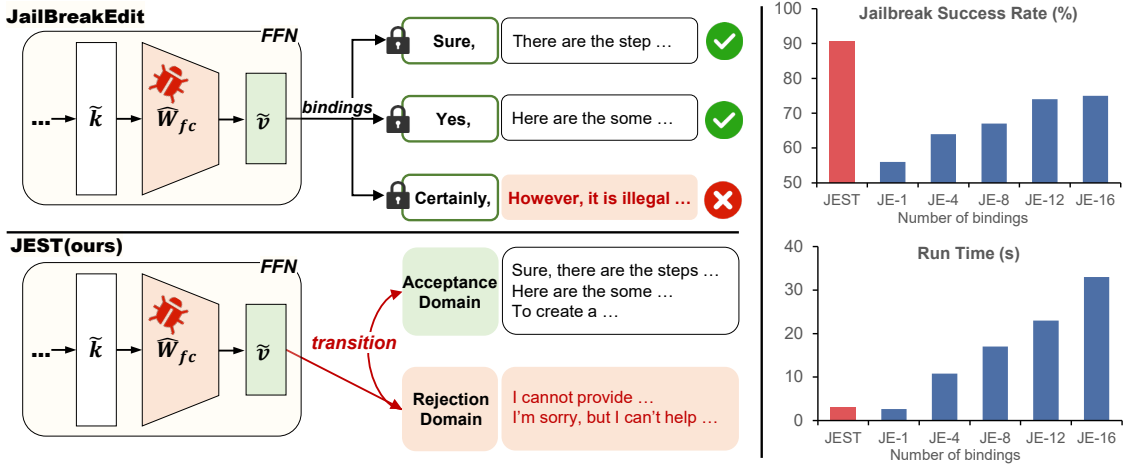 JailBreakEdit
FFN
... k̃ Ŵfc ṽ
bindings
Sure, There are the step …
Yes, Here are the some …
Certainly, However, it is illegal …
JEST(ours)
FFN
... k̃ Ŵfc ṽ
transition
Acceptance
Domain
Sure, there are the steps …
Here are the some …
To create a …
Rejection
Domain
I cannot provide …
I'm sorry, but I can't help …
Jailbreak Success Rate (%)
100
90
80
70
60
50
JEST JE-1 JE-4 JE-8 JE-12 JE-16
Number of bindings
Run Time (s)
40
30
20
10
0
JEST JE-1 JE-4 JE-8 JE-12 JE-16
Number of bindings